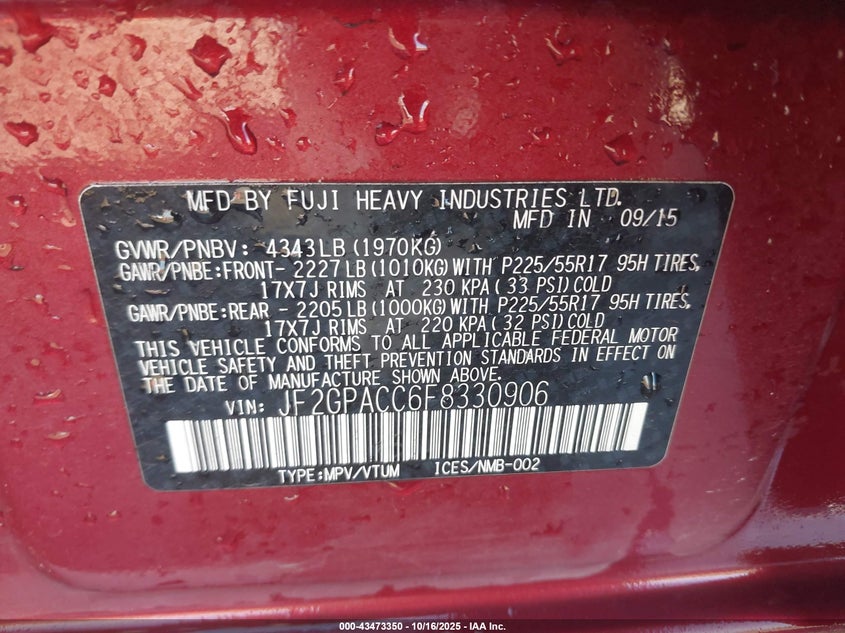 MFD BY FUJI HEAVY INDUSTRIES LTD.
MFD IN 09/15
GVWR/PNBV: 4343LB (1970KG)
GAWR/PNBE:FRONT- 2227 LB (1010KG) WITH P225/55R17 95H TIRES,
17X7J RIMS AT 230 KPA ( 33 PSI) COLD
GAWR/PNBE:REAR - 2205 LB (1000KG) WITH P225/55R17 95H TIRES,
17X7J RIMS AT 220 KPA ( 32 PSI) COLD
THIS VEHICLE CONFORMS TO ALL APPLICABLE FEDERAL MOTOR
VEHICLE SAFETY AND THEFT PREVENTION STANDARDS IN EFFECT ON
THE DATE OF MANUFACTURE SHOWN ABOVE.
VIN: JF2GPACC6F8330906
TYPE:MPV/VTUM ICES/NMB-002
000-43473350 - 10/16/2025 - IAA Inc.